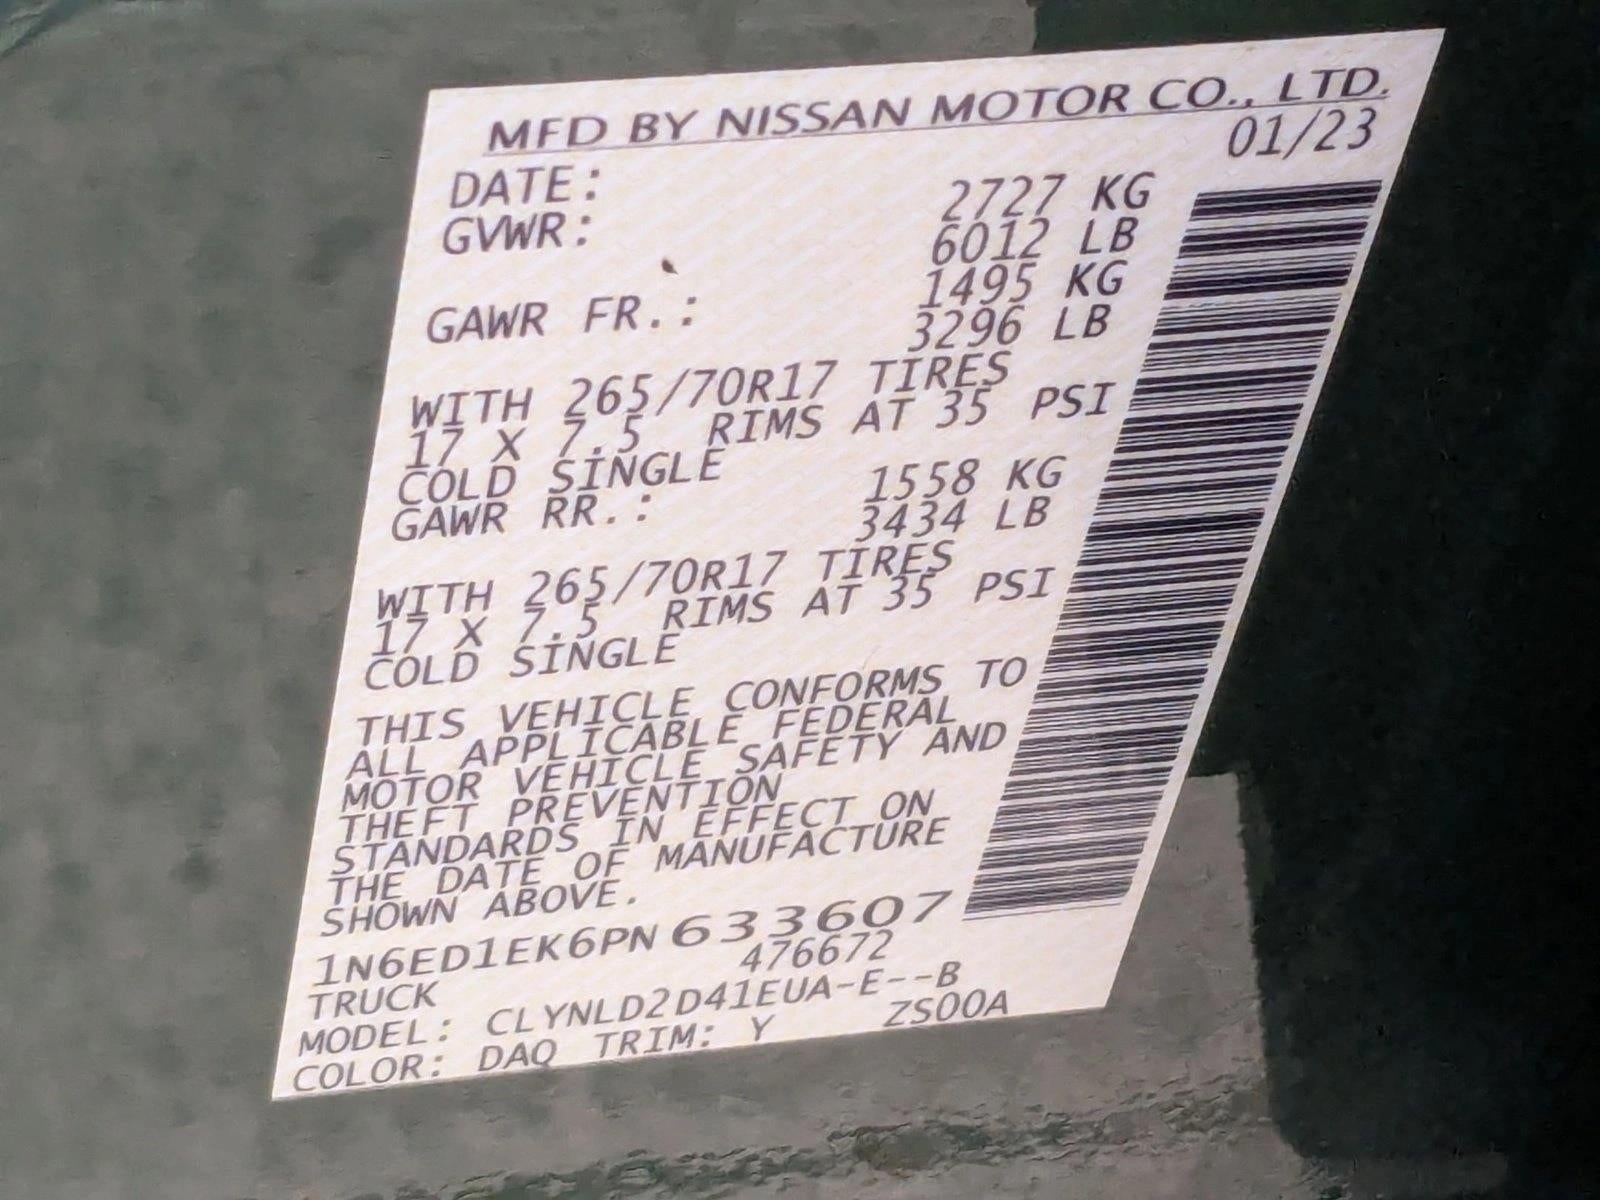 MFD BY NISSAN MOTOR CO., LTD.
DATE: 01/23
GVWR: 2727 KG
6012 LB
GAWR FR.: 1495 KG
3296 LB
WITH 265/70R17 TIRES
17 X 7.5 RIMS AT 35 PSI
COLD SINGLE
GAWR RR.: 1558 KG
3434 LB
WITH 265/70R17 TIRES
17 X 7.5 RIMS AT 35 PSI
COLD SINGLE
THIS VEHICLE CONFORMS TO
ALL APPLICABLE FEDERAL
MOTOR VEHICLE SAFETY AND
THEFT PREVENTION
STANDARDS IN EFFECT ON
THE DATE OF MANUFACTURE
SHOWN ABOVE.
1N6ED1EK6PN633607
TRUCK 476672
MODEL: CLYNLD2D41EUA-E--B
COLOR: DAQ TRIM: Y ZS00A